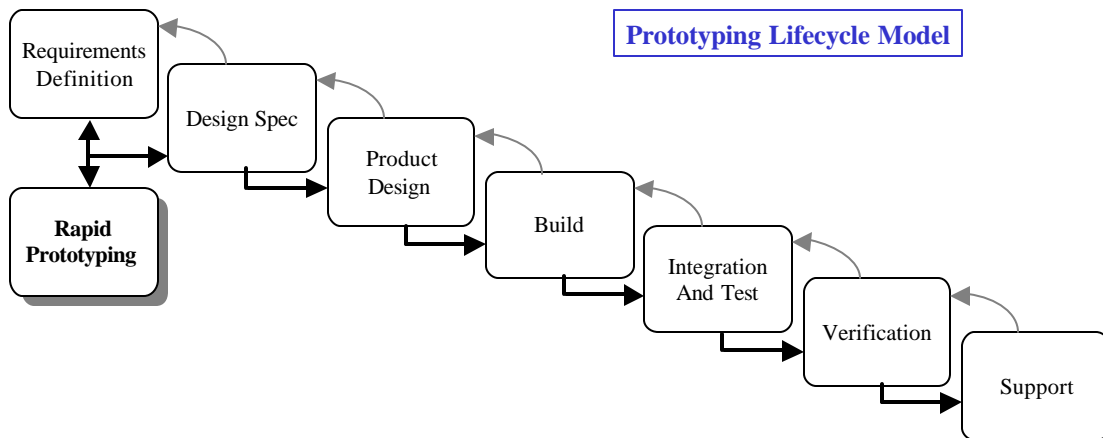 Prototyping Lifecycle Model
Requirements
Definition
Design Spec
Product
Design
Rapid
Prototyping
Build
Integration
And Test
Verification
Support